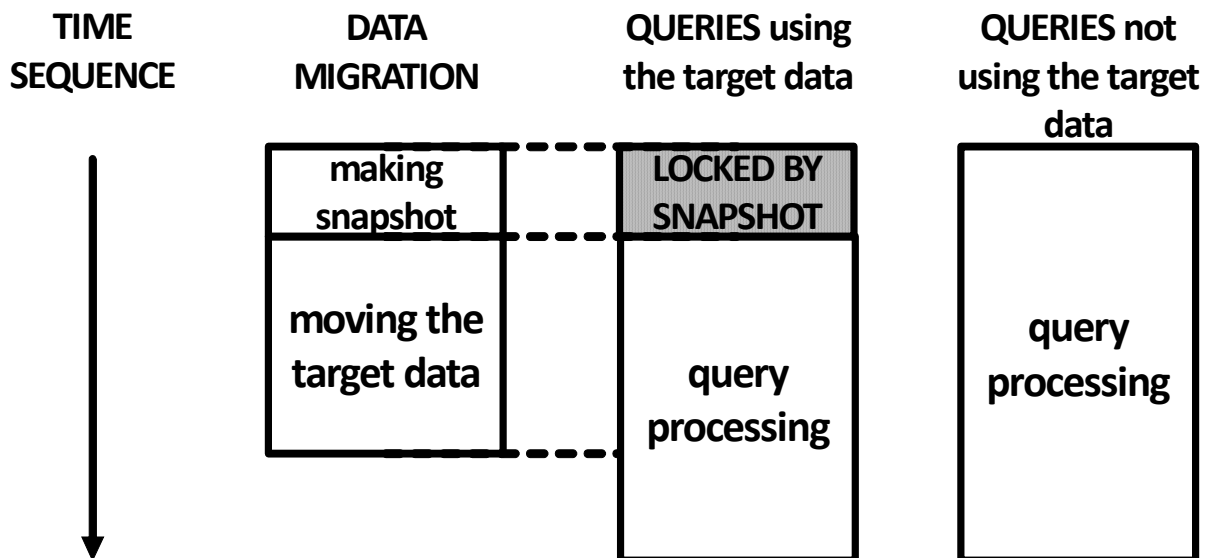 TIME
SEQUENCE
DATA
MIGRATION
QUERIES using
the target data
QUERIES not
using the target
data
making
snapshot
LOCKED BY
SNAPSHOT
moving the
target data
query
processing
query
processing